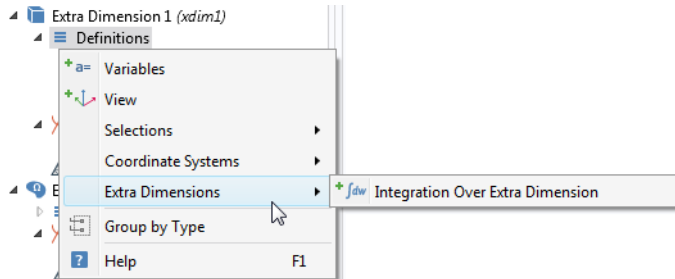 Extra Dimension 1 (xdim1)
Definitions
a= Variables
View
Selections
Coordinate Systems
Extra Dimensions
∫dw Integration Over Extra Dimension
Group by Type
? Help F1